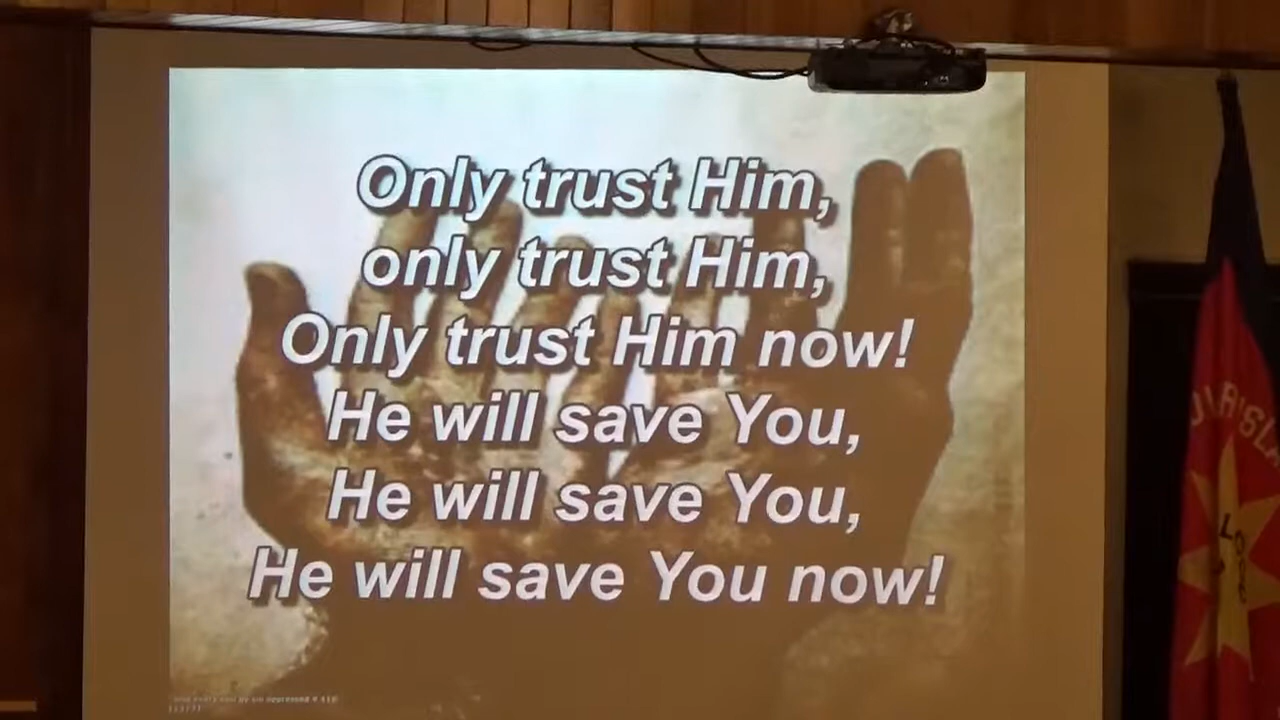 Only trust Him,
only trust Him,
Only trust Him now!
He will save You,
He will save You,
He will save You now!